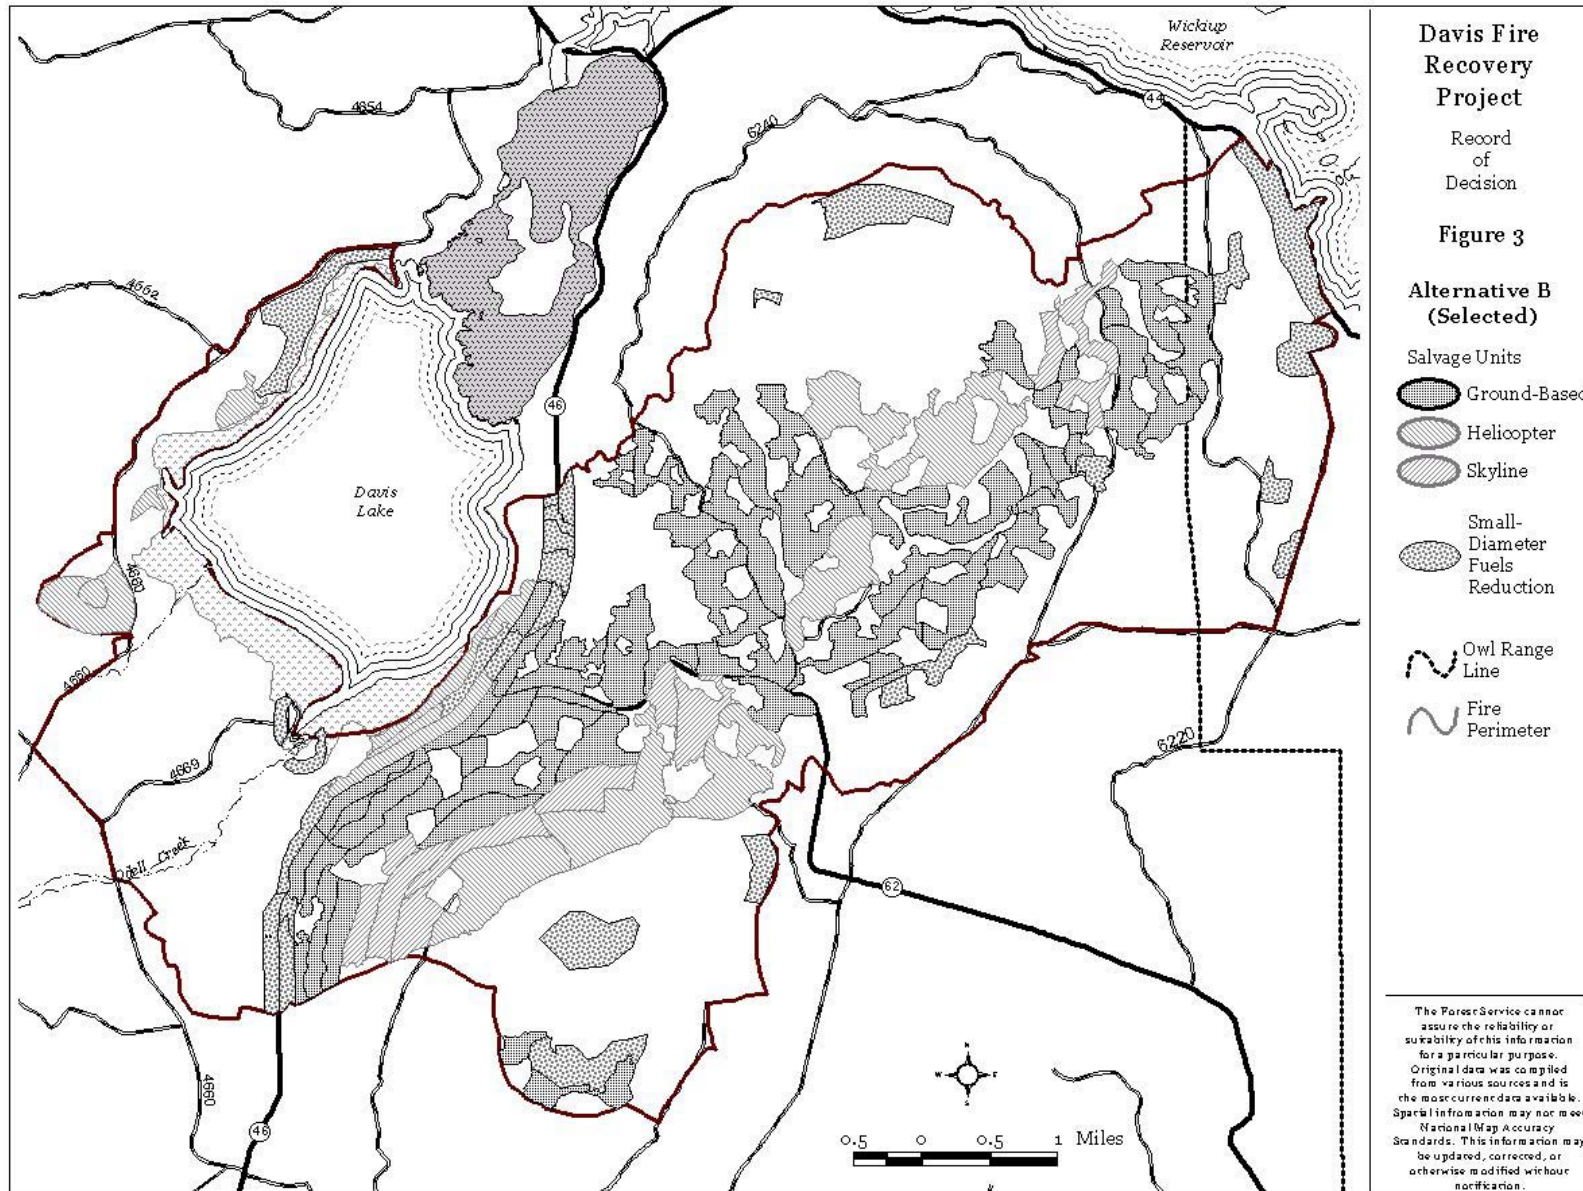 Davis Fire
Recovery
Project
Record
of
Decision
Figure 3
Alternative B
(Selected)
Salvage Units
Ground-Based
Helicopter
Skyline
Small-
Diameter
Fuels
Reduction
Owl Range
Line
Fire
Perimeter
The Forest Service cannot
assure the reliability or
suitability of this information
for a particular purpose.
Original data was compiled
from various sources and is
the most current data available.
Spatial infromation may not meet
National Map Accuracy
Standards. This information may
be updated, corrected, or
otherwise modified without
notification.
Wickiup
Reservoir
44
4654
6240
4652
46
Davis
Lake
4660
4660
4669
Odell Creek
6220
62
4660
46
N
W
E
S
0.5 0 0.5 1 Miles